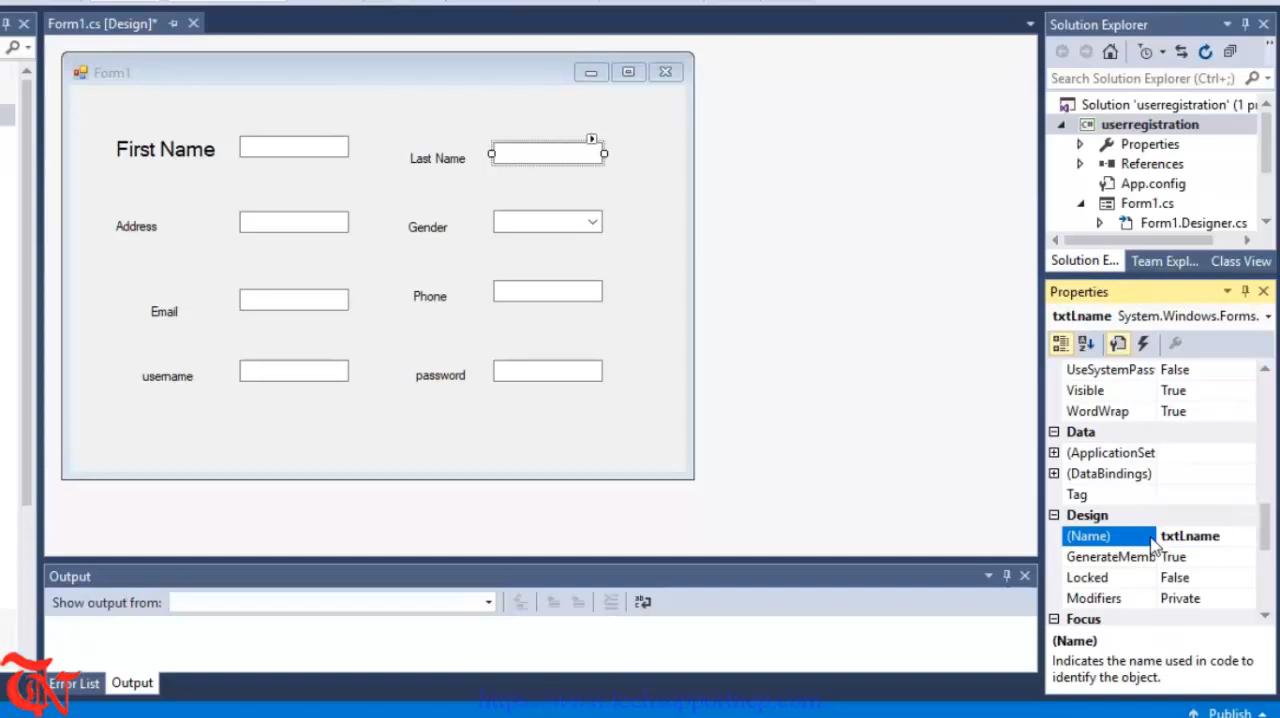 Form1.cs [Design]*
Form1
First Name
Last Name
Address
Gender
Email
Phone
username
password
Output
Show output from:
Error List
Output
Solution Explorer
Search Solution Explorer (Ctrl+;)
Solution 'userregistration' (1 p
userregistration
Properties
References
App.config
Form1.cs
Form1.Designer.cs
Solution E... Team Expl... Class View
Properties
txtLname System.Windows.Forms.
UseSystemPass False
Visible True
WordWrap True
Data
(ApplicationSet
(DataBindings)
Tag
Design
(Name) txtLname
GenerateMemb True
Locked False
Modifiers Private
Focus
(Name)
Indicates the name used in code to
identify the object.
Publish